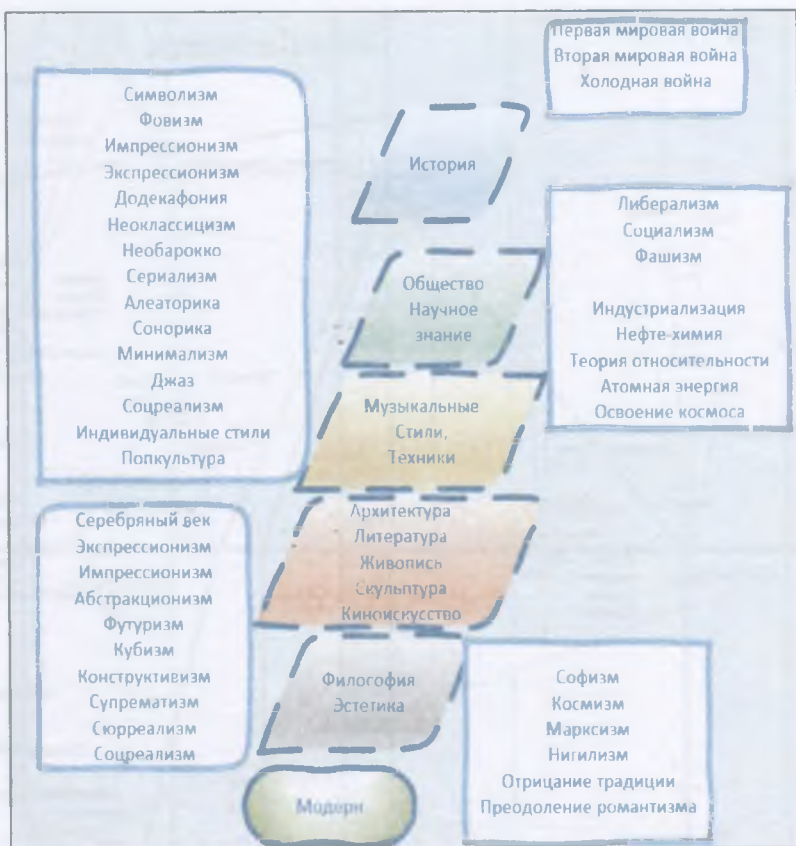 Первая мировая война
Вторая мировая война
Холодная война
Символизм
Фовизм
Импрессионизм
Экспрессионизм
Додекафония
Неоклассицизм
Необарокко
Сериализм
Алеаторика
Сонорика
Минимализм
Джаз
Соцреализм
Индивидуальные стили
Попкультура
История
Либерализм
Социализм
Фашизм
Индустриализация
Нефте-химия
Теория относительности
Атомная энергия
Освоение космоса
Общество
Научное
знание
Музыкальные
Стили,
Техники
Архитектура
Литература
Живопись
Скульптура
Киноискусство
Серебряный век
Экспрессионизм
Импрессионизм
Абстракционизм
Футуризм
Кубизм
Конструктивизм
Супрематизм
Сюрреализм
Соцреализм
Философия
Эстетика
Софизм
Космизм
Марксизм
Нигилизм
Отрицание традиции
Преодоление романтизма
Модерн